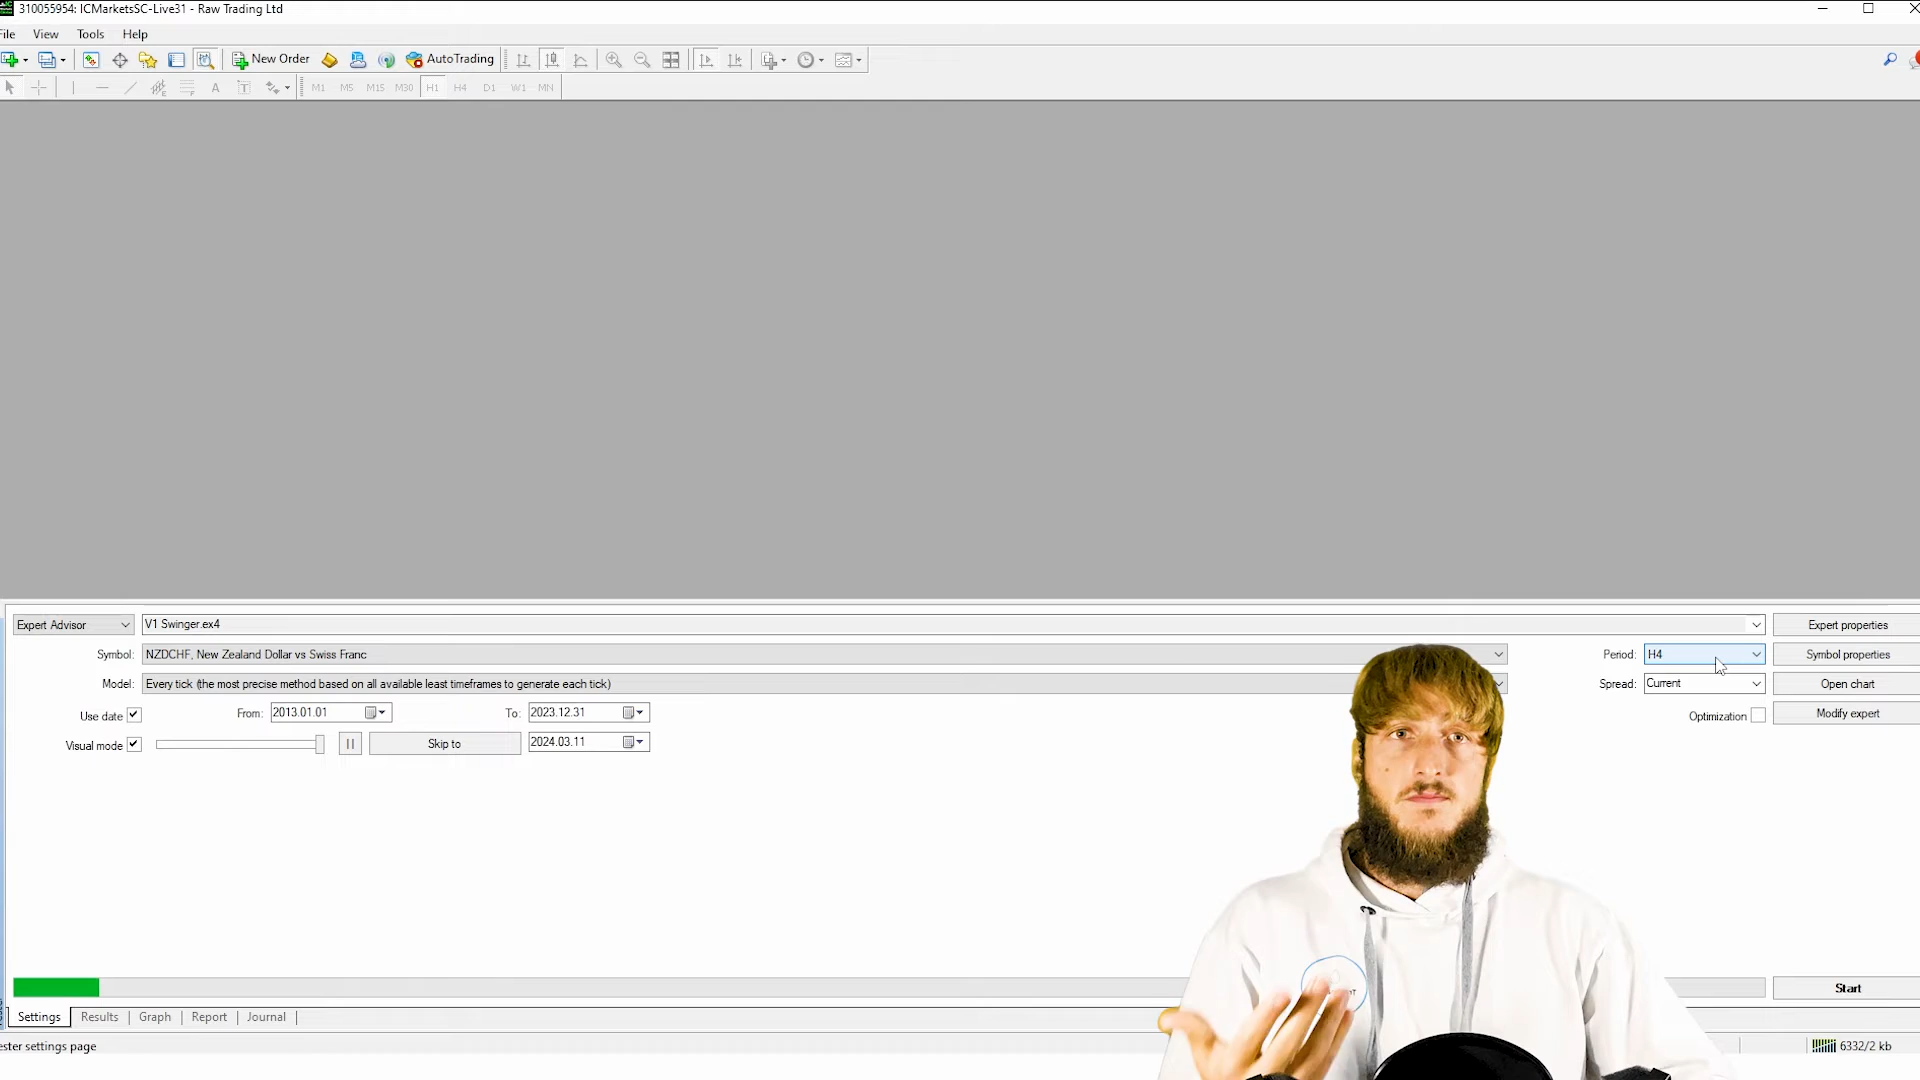 310055954: ICMarketsSC-Live31 - Raw Trading Ltd
File View Tools Help
New Order AutoTrading
A T M1 M5 M15 M30 H1 H4 D1 W1 MN
Expert Advisor V1 Swinger.ex4 Expert properties
Symbol: NZDCHF, New Zealand Dollar vs Swiss Franc Period: H4 Symbol properties
Model: Every tick (the most precise method based on all available least timeframes to generate each tick) Spread: Current Open chart
Use date From: 2013.01.01 To: 2023.12.31 Optimization Modify expert
Visual mode Skip to 2024.03.11
Start
Settings Results Graph Report Journal
ester settings page 6332/2 kb